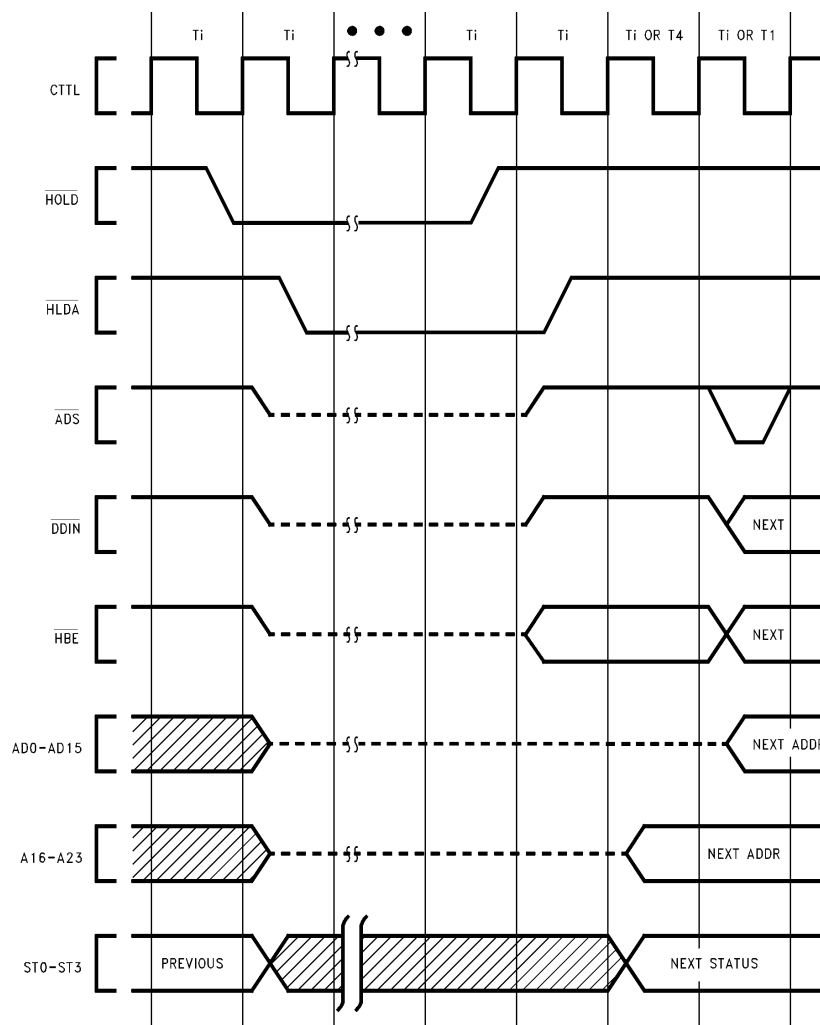 Ti Ti • • • Ti Ti Ti OR T4 Ti OR T1
CTTL
HOLD
HLDA
ADS
DDIN NEXT
HBE NEXT
AD0-AD15 NEXT ADDR
A16-A23 NEXT ADDR
ST0-ST3 PREVIOUS NEXT STATUS